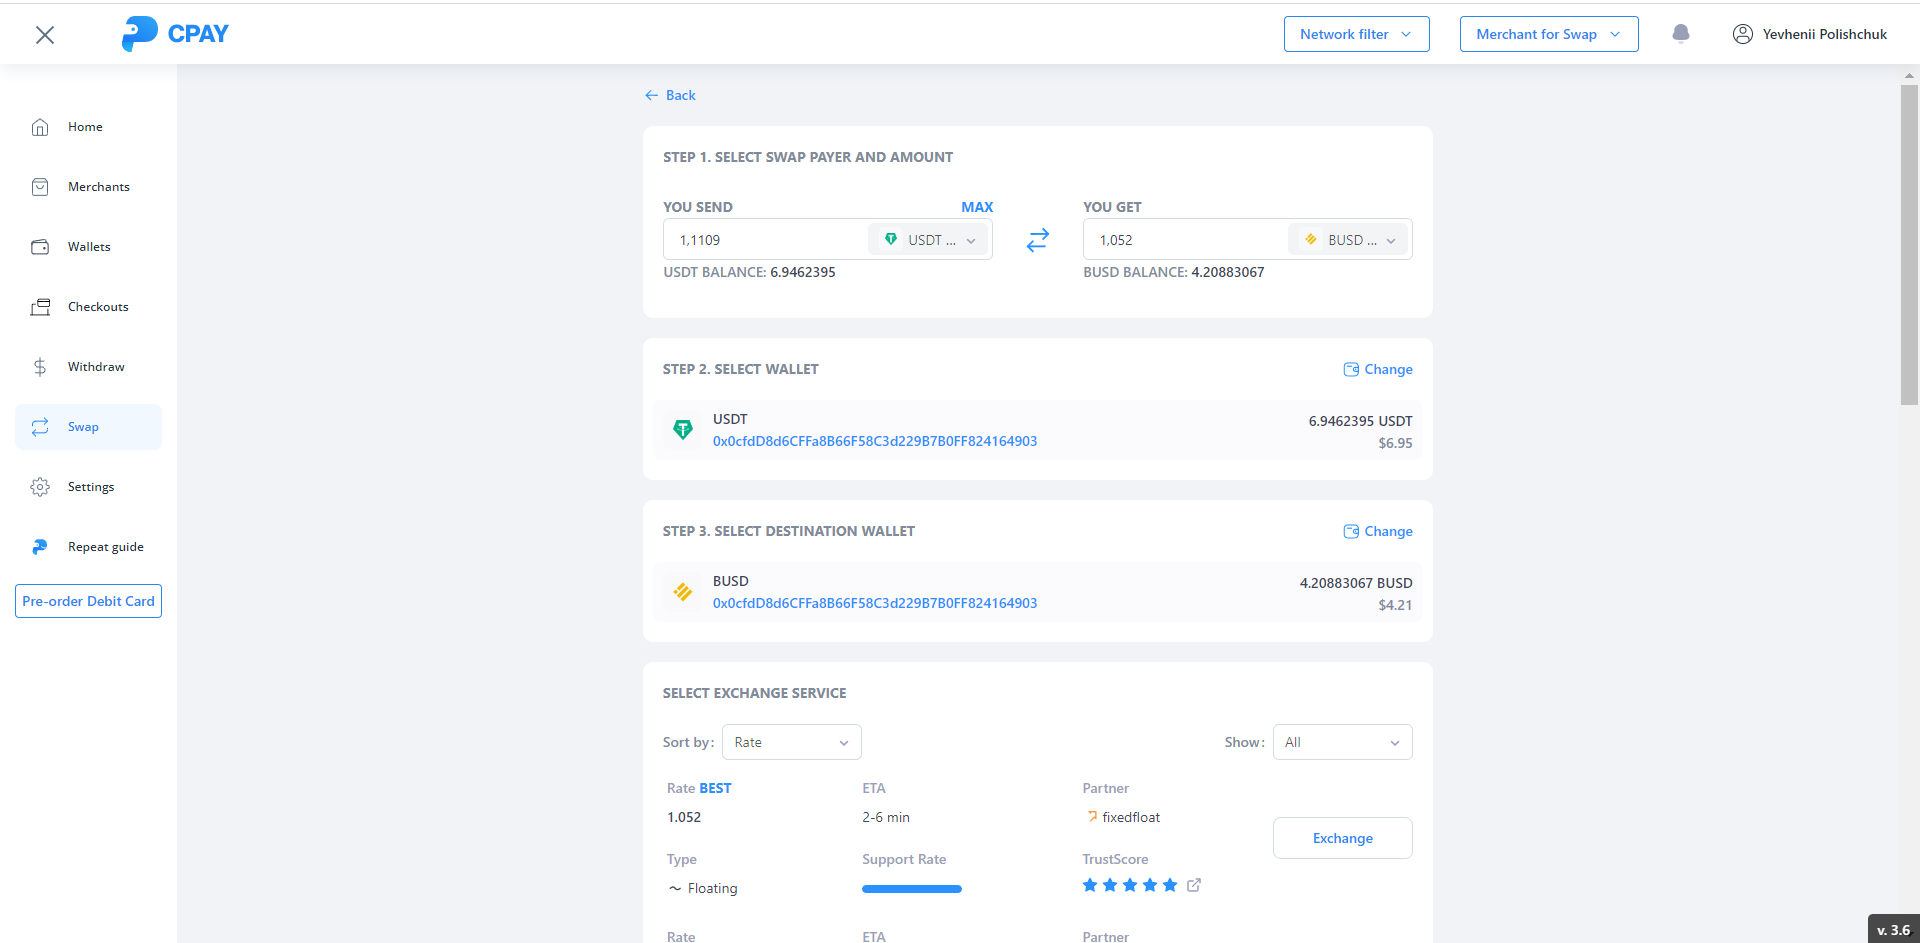 CPAY
Network filter
Merchant for Swap
Yevhenii Polishchuk
Home
Merchants
Wallets
Checkouts
Withdraw
Swap
Settings
Repeat guide
Pre-order Debit Card
Back
STEP 1. SELECT SWAP PAYER AND AMOUNT
YOU SEND MAX
1,1109 USDT ...
USDT BALANCE: 6.9462395
YOU GET
1,052 BUSD ...
BUSD BALANCE: 4.20883067
STEP 2. SELECT WALLET Change
USDT 6.9462395 USDT
0x0cfdD8d6CFFa8B66F58C3d229B7B0FF824164903 $6.95
STEP 3. SELECT DESTINATION WALLET Change
BUSD 4.20883067 BUSD
0x0cfdD8d6CFFa8B66F58C3d229B7B0FF824164903 $4.21
SELECT EXCHANGE SERVICE
Sort by: Rate Show: All
Rate BEST ETA Partner
1.052 2-6 min fixedfloat
Exchange
Type Support Rate TrustScore
~ Floating
Rate ETA Partner
v. 3.6